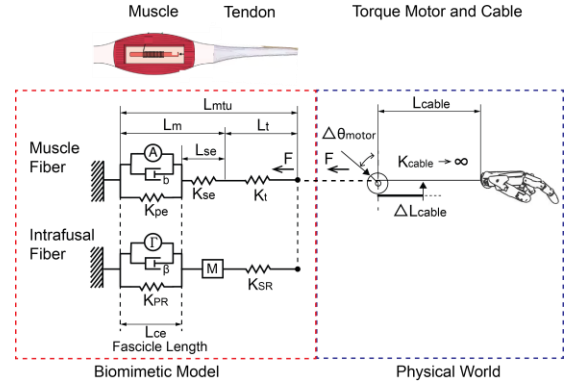 Muscle Tendon Torque Motor and Cable
Lmtu
Lm Lt
Lse
Muscle
Fiber
A
b
Kpe
Kse
Kt
F
F
Lcable
Δθmotor
Kcable → ∞
ΔLcable
Intrafusal
Fiber
Γ
β
KPR
M
KSR
Lce
Fascicle Length
Biomimetic Model Physical World